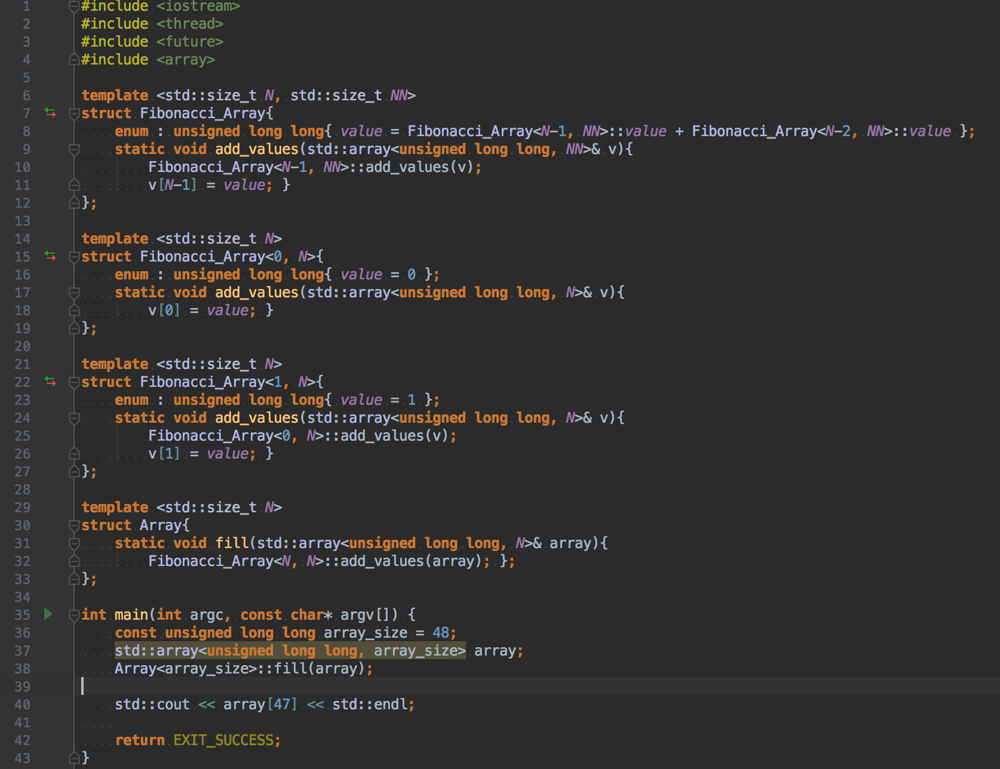 1 #include <iostream>
2 #include <thread>
3 #include <future>
4 #include <array>
5
6 template <std::size_t N, std::size_t NN>
7 struct Fibonacci_Array{
8     enum : unsigned long long{ value = Fibonacci_Array<N-1, NN>::value + Fibonacci_Array<N-2, NN>::value };
9     static void add_values(std::array<unsigned long long, NN>& v){
10         Fibonacci_Array<N-1, NN>::add_values(v);
11         v[N-1] = value; }
12 };
13
14 template <std::size_t N>
15 struct Fibonacci_Array<0, N>{
16     enum : unsigned long long{ value = 0 };
17     static void add_values(std::array<unsigned long long, N>& v){
18         v[0] = value; }
19 };
20
21 template <std::size_t N>
22 struct Fibonacci_Array<1, N>{
23     enum : unsigned long long{ value = 1 };
24     static void add_values(std::array<unsigned long long, N>& v){
25         Fibonacci_Array<0, N>::add_values(v);
26         v[1] = value; }
27 };
28
29 template <std::size_t N>
30 struct Array{
31     static void fill(std::array<unsigned long long, N>& array){
32         Fibonacci_Array<N, N>::add_values(array); };
33 };
34
35 int main(int argc, const char* argv[]) {
36     const unsigned long long array_size = 48;
37     std::array<unsigned long long, array_size> array;
38     Array<array_size>::fill(array);
39
40     std::cout << array[47] << std::endl;
41
42     return EXIT_SUCCESS;
43 }